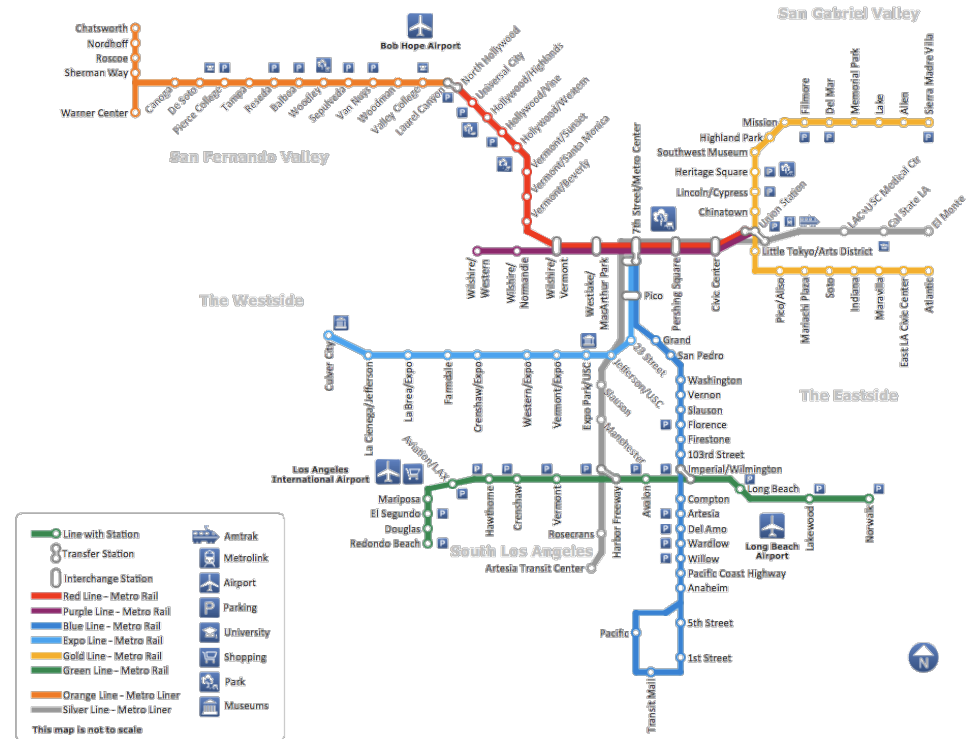 San Gabriel Valley
Chatsworth
Nordhoff
Roscoe
Sherman Way
Warner Center
Bob Hope Airport
Canoga
De Soto
Pierce College
Tampa
Reseda
Balboa
Woodley
Sepulveda
Van Nuys
Woodman
Valley College
Laurel Canyon
North Hollywood
Universal City
Hollywood/Highlands
Hollywood/Vine
Hollywood/Western
Vermont/Sunset
Vermont/Santa Monica
Vermont/Beverly
San Fernando Valley
7th Street/Metro Center
Mission
Highland Park
Southwest Museum
Heritage Square
Lincoln/Cypress
Chinatown
Fillmore
Del Mar
Memorial Park
Lake
Allen
Sierra Madre Villa
Union Station
LAC+USC Medical Ctr
Cal State LA
El Monte
Little Tokyo/Arts District
Wilshire/
Western
Wilshire/
Normandie
Wilshire/
Vermont
Westlake/
MacArthur Park
Pershing Square
Civic Center
Pico/Aliso
Mariachi Plaza
Soto
Indiana
Maravilla
East LA Civic Center
Atlantic
The Westside
Pico
Grand
San Pedro
23 Street
Jefferson/USC
Culver City
La Cienega/Jefferson
La Brea/Expo
Farmdale
Crenshaw/Expo
Western/Expo
Vermont/Expo
Expo Park/USC
Slauson
Manchester
Washington
Vernon
Slauson
Florence
Firestone
103rd Street
Imperial/Wilmington
The Eastside
Los Angeles
International Airport
Aviation/LAX
Mariposa
El Segundo
Douglas
Redondo Beach
Hawthorne
Crenshaw
Vermont
Harbor Freeway
Avalon
Long Beach
Lakewood
Norwalk
Long Beach
Airport
Rosecrans
South Los Angeles
Artesia Transit Center
Compton
Artesia
Del Amo
Wardlow
Willow
Pacific Coast Highway
Anaheim
Pacific
5th Street
1st Street
Transit Mall
Line with Station
Transfer Station
Interchange Station
Red Line - Metro Rail
Purple Line - Metro Rail
Blue Line - Metro Rail
Expo Line - Metro Rail
Gold Line - Metro Rail
Green Line - Metro Rail
Orange Line - Metro Liner
Silver Line - Metro Liner
This map is not to scale
Amtrak
Metrolink
Airport
P
Parking
University
Shopping
Park
Museums
N